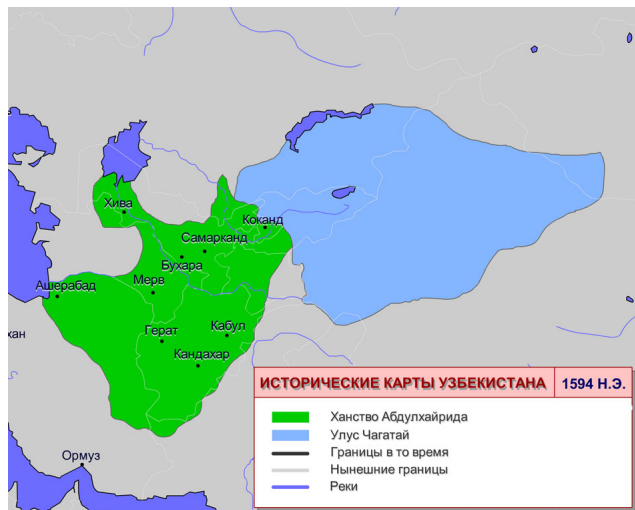 Хива
Коканд
Самарканд
Бухара
Мерв
Ашерабад
Герат
Кабул
хан
Кандахар
Ормуз
ИСТОРИЧЕСКИЕ КАРТЫ УЗБЕКИСТАНА 1594 Н.Э.
Ханство Абдулхайрида
Улус Чагатай
Границы в то время
Нынешние границы
Реки